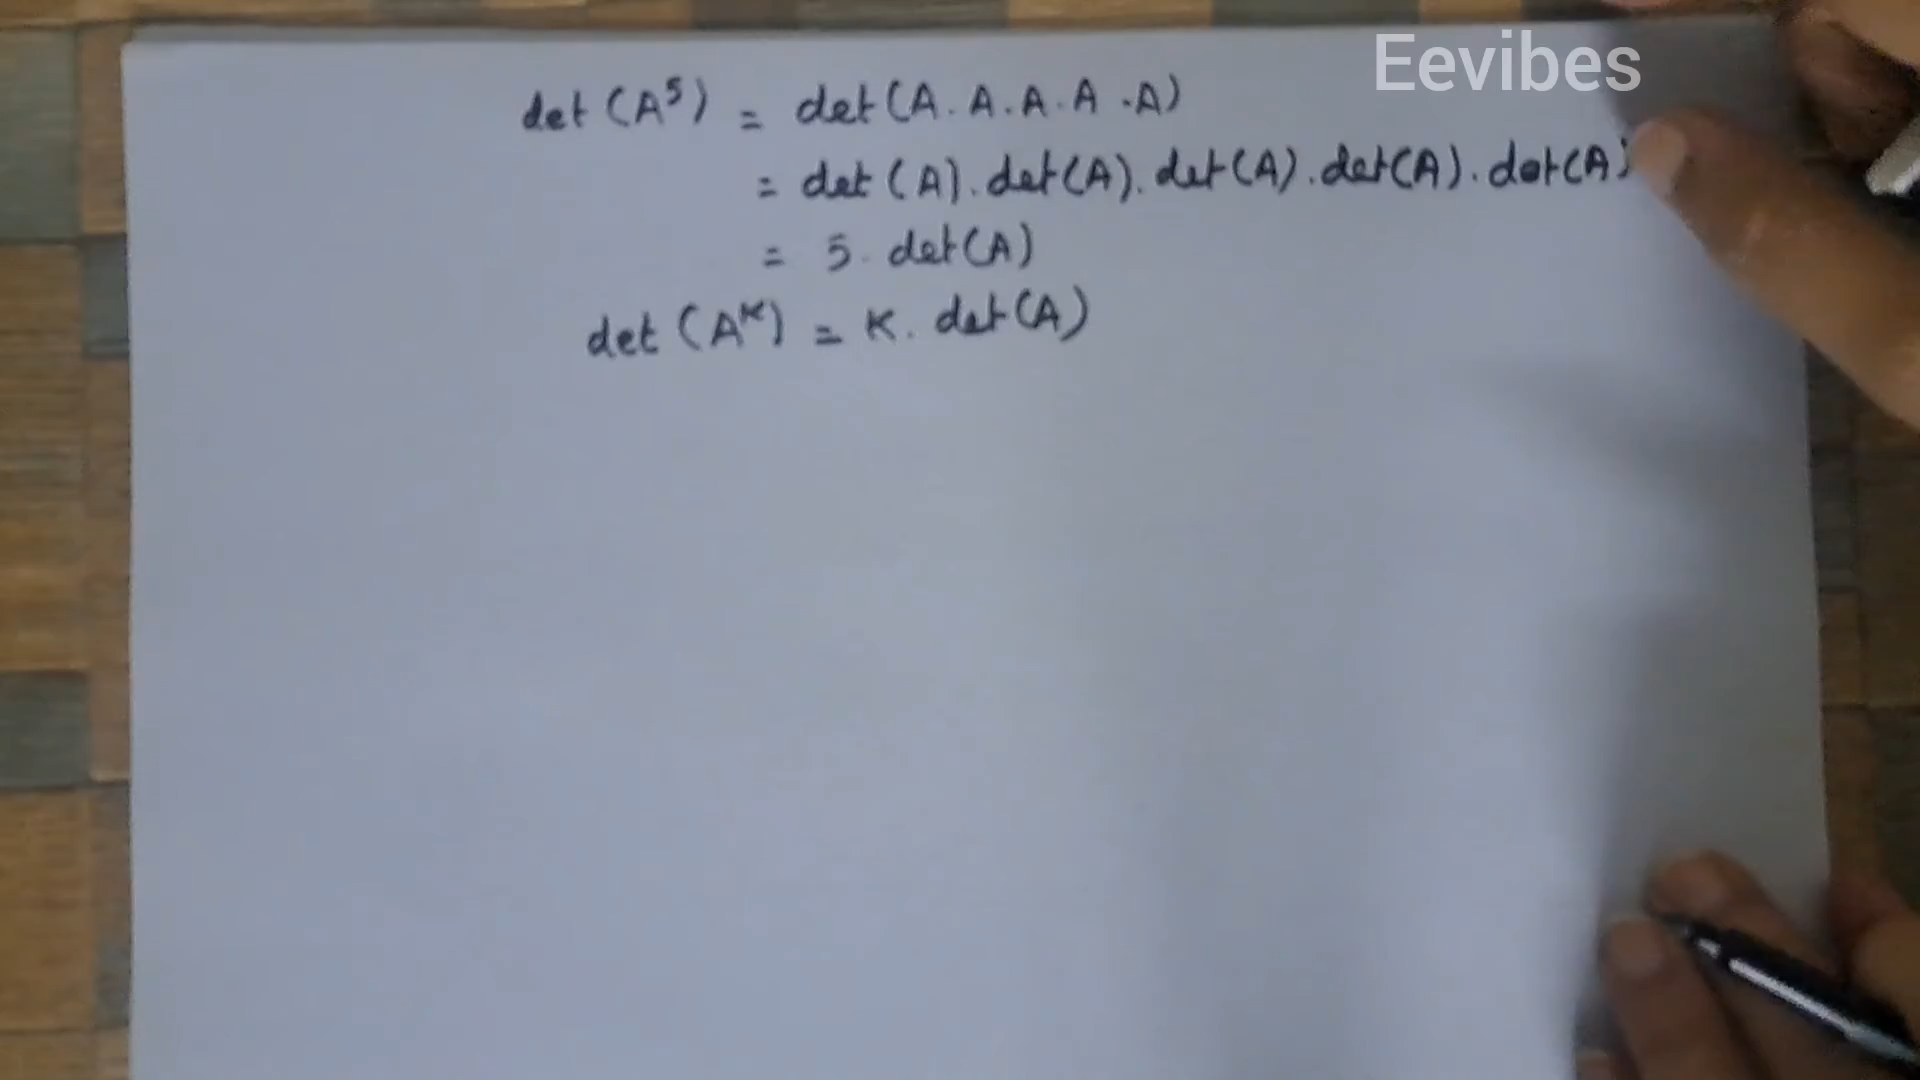 Eevibes
det (A⁵) = det (A . A . A . A . A)
= det (A) . det (A) . det (A) . det (A) . det (A)
= 5 . det (A)
det (Aᴷ) = K . det (A)